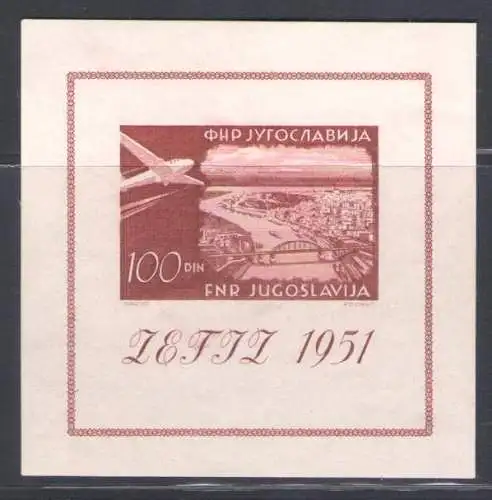 ФНР ЈУГОСЛАВИЈА
100 DIN
FNR JUGOSLAVIJA
ZEFIZ 1951